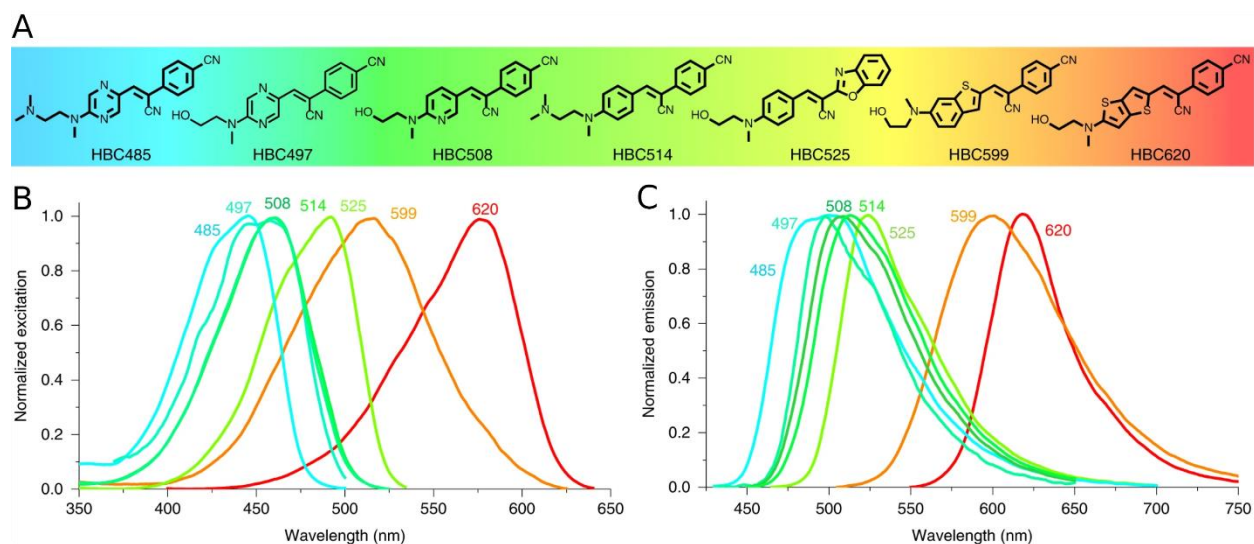 A
N
N
N
N
CN
CN
HBC485
HO
N
N
N
CN
CN
HBC497
HO
N
N
CN
CN
HBC508
N
N
CN
CN
HBC514
HO
N
N
O
CN
HBC525
HO
N
S
CN
CN
HBC599
HO
N
S
S
CN
CN
HBC620
B
Normalized excitation
1.0
0.8
0.6
0.4
0.2
0.0
485
497
508
514
525
599
620
350 400 450 500 550 600 650
Wavelength (nm)
C
Normalized emission
1.0
0.8
0.6
0.4
0.2
0.0
485
497
508
514
525
599
620
450 500 550 600 650 700 750
Wavelength (nm)